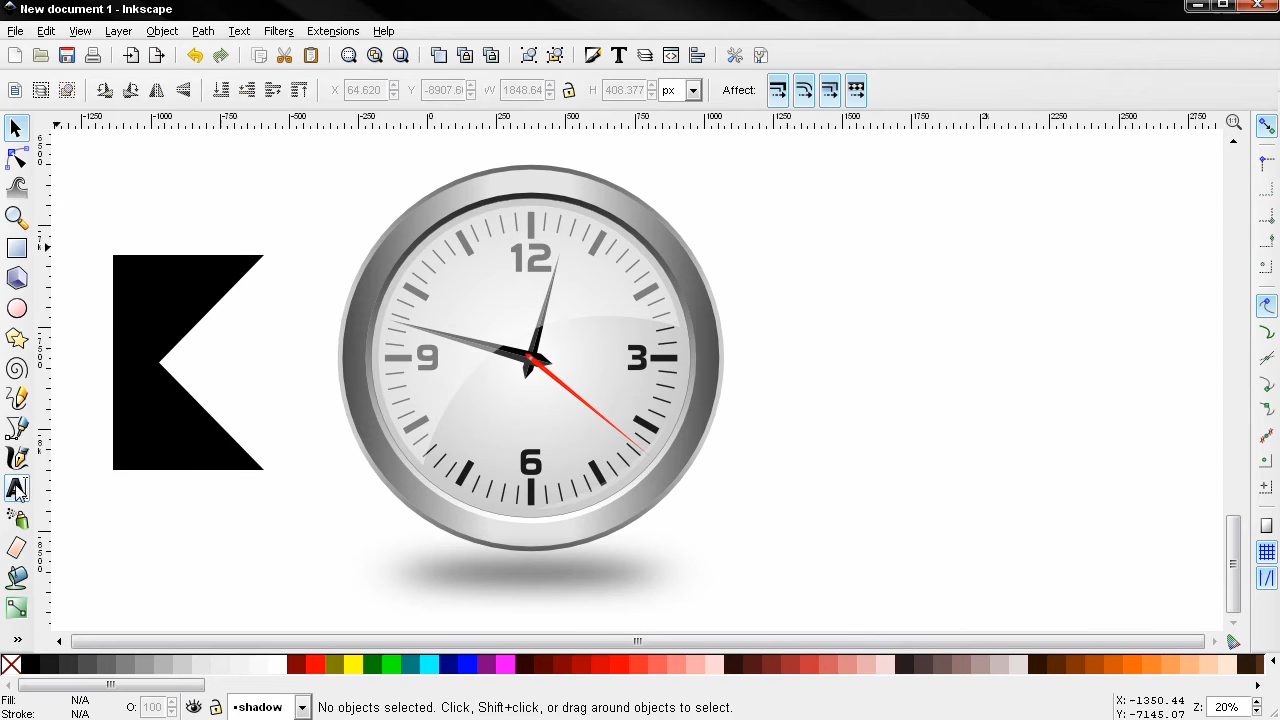 New document 1 - Inkscape
File Edit View Layer Object Path Text Filters Extensions Help
X 64.620 Y -8907.6 W 1848.64 H 408.377 px Affect:
-1250 -1000 -750 -500 -250 0 250 500 750 1000 1250 1500 1750 2k 2250 2500 2750
12
9 3
6
Fill: N/A
Stroke: N/A
O: 100 •shadow No objects selected. Click, Shift+click, or drag around objects to select.
X: -1350.44
Y: -7145.07
Z: 20%